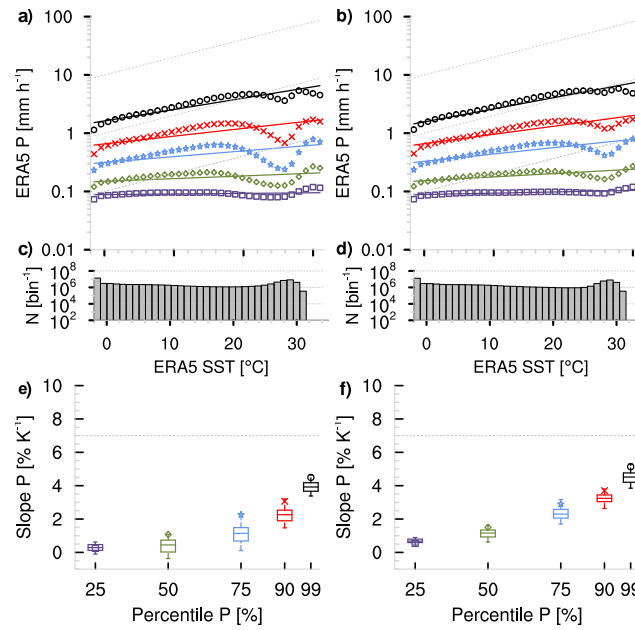 a)
b)
100
10
1
0.1
0.01
ERA5 P [mm h⁻¹]
100
10
1
0.1
0.01
ERA5 P [mm h⁻¹]
c)
d)
10⁸
10⁶
10⁴
10²
N [bin⁻¹]
0 10 20 30
ERA5 SST [°C]
10⁸
10⁶
10⁴
10²
N [bin⁻¹]
0 10 20 30
ERA5 SST [°C]
e)
f)
10
8
6
4
2
0
Slope P [% K⁻¹]
25 50 75 90 99
Percentile P [%]
10
8
6
4
2
0
Slope P [% K⁻¹]
25 50 75 90 99
Percentile P [%]